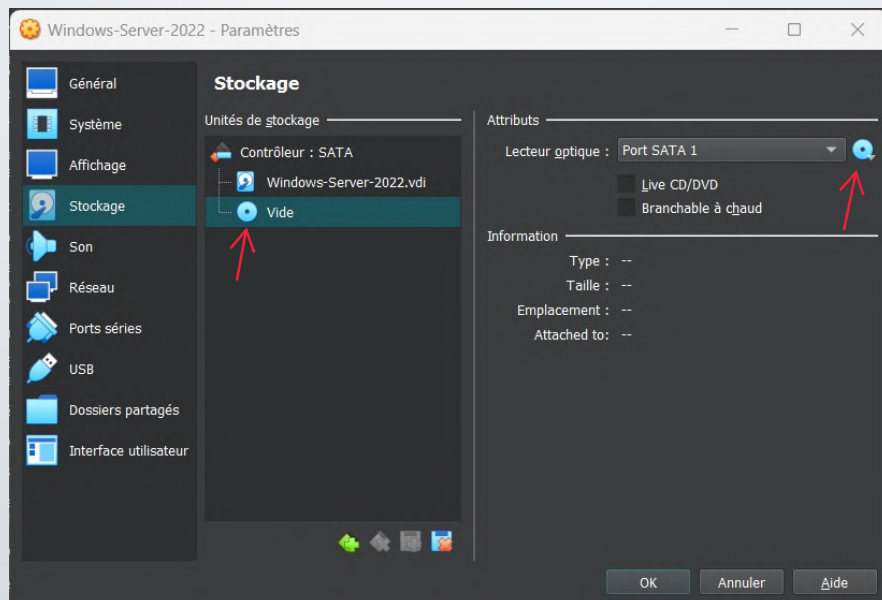 Windows-Server-2022 - Paramètres
Général
Système
Affichage
Stockage
Son
Réseau
Ports séries
USB
Dossiers partagés
Interface utilisateur
Stockage
Unités de stockage
Contrôleur : SATA
Windows-Server-2022.vdi
Vide
Attributs
Lecteur optique : Port SATA 1
Live CD/DVD
Branchable à chaud
Information
Type : --
Taille : --
Emplacement : --
Attached to: --
OK Annuler Aide